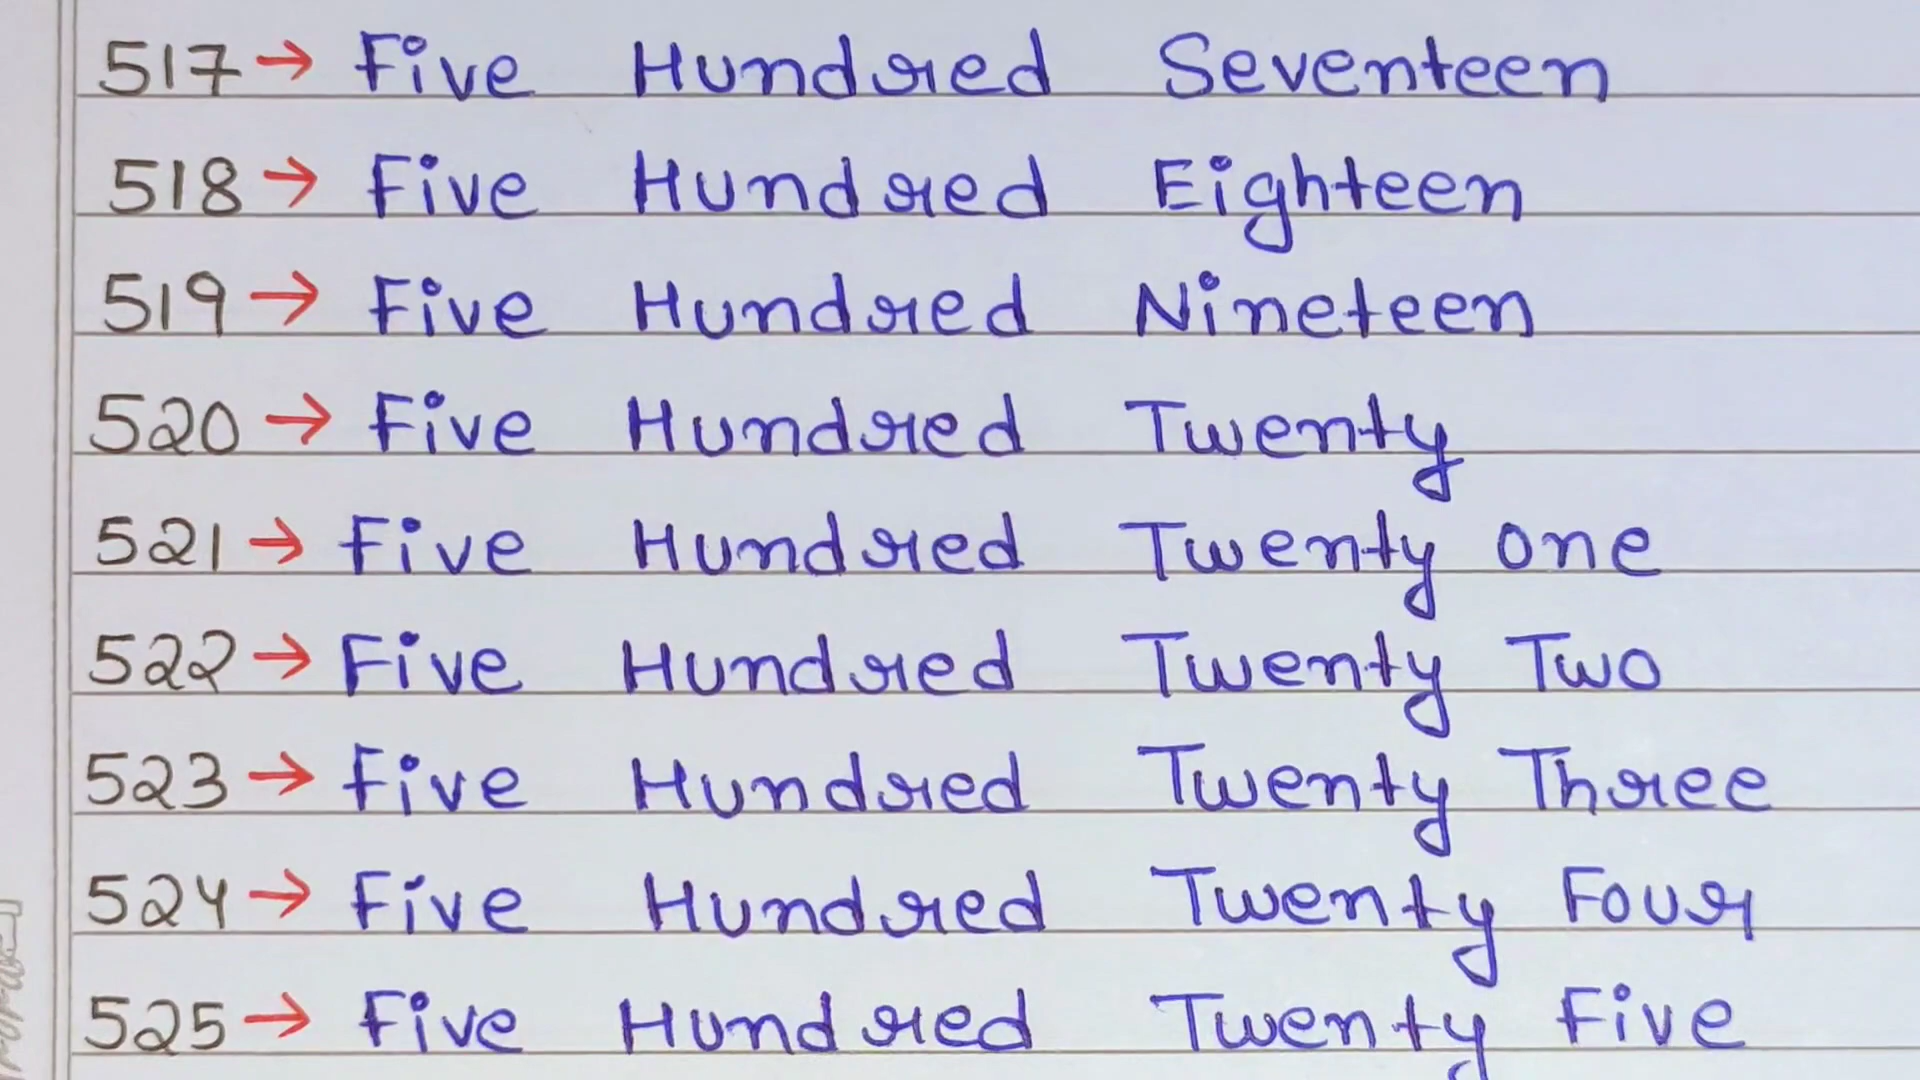 517→ Five Hundred Seventeen
518→ Five Hundred Eighteen
519→ Five Hundred Nineteen
520→ Five Hundred Twenty
521→ Five Hundred Twenty one
522→ Five Hundred Twenty Two
523→ Five Hundred Twenty Three
524→ Five Hundred Twenty Four
525→ Five Hundred Twenty Five